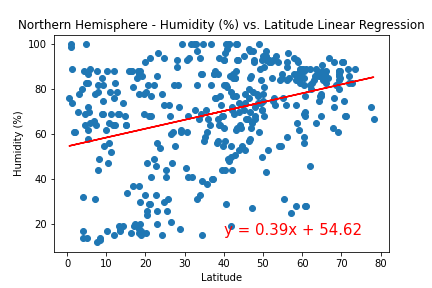 Northern Hemisphere - Humidity (%) vs. Latitude Linear Regression
100
80
60
40
20
Humidity (%)
y = 0.39x + 54.62
0 10 20 30 40 50 60 70 80
Latitude